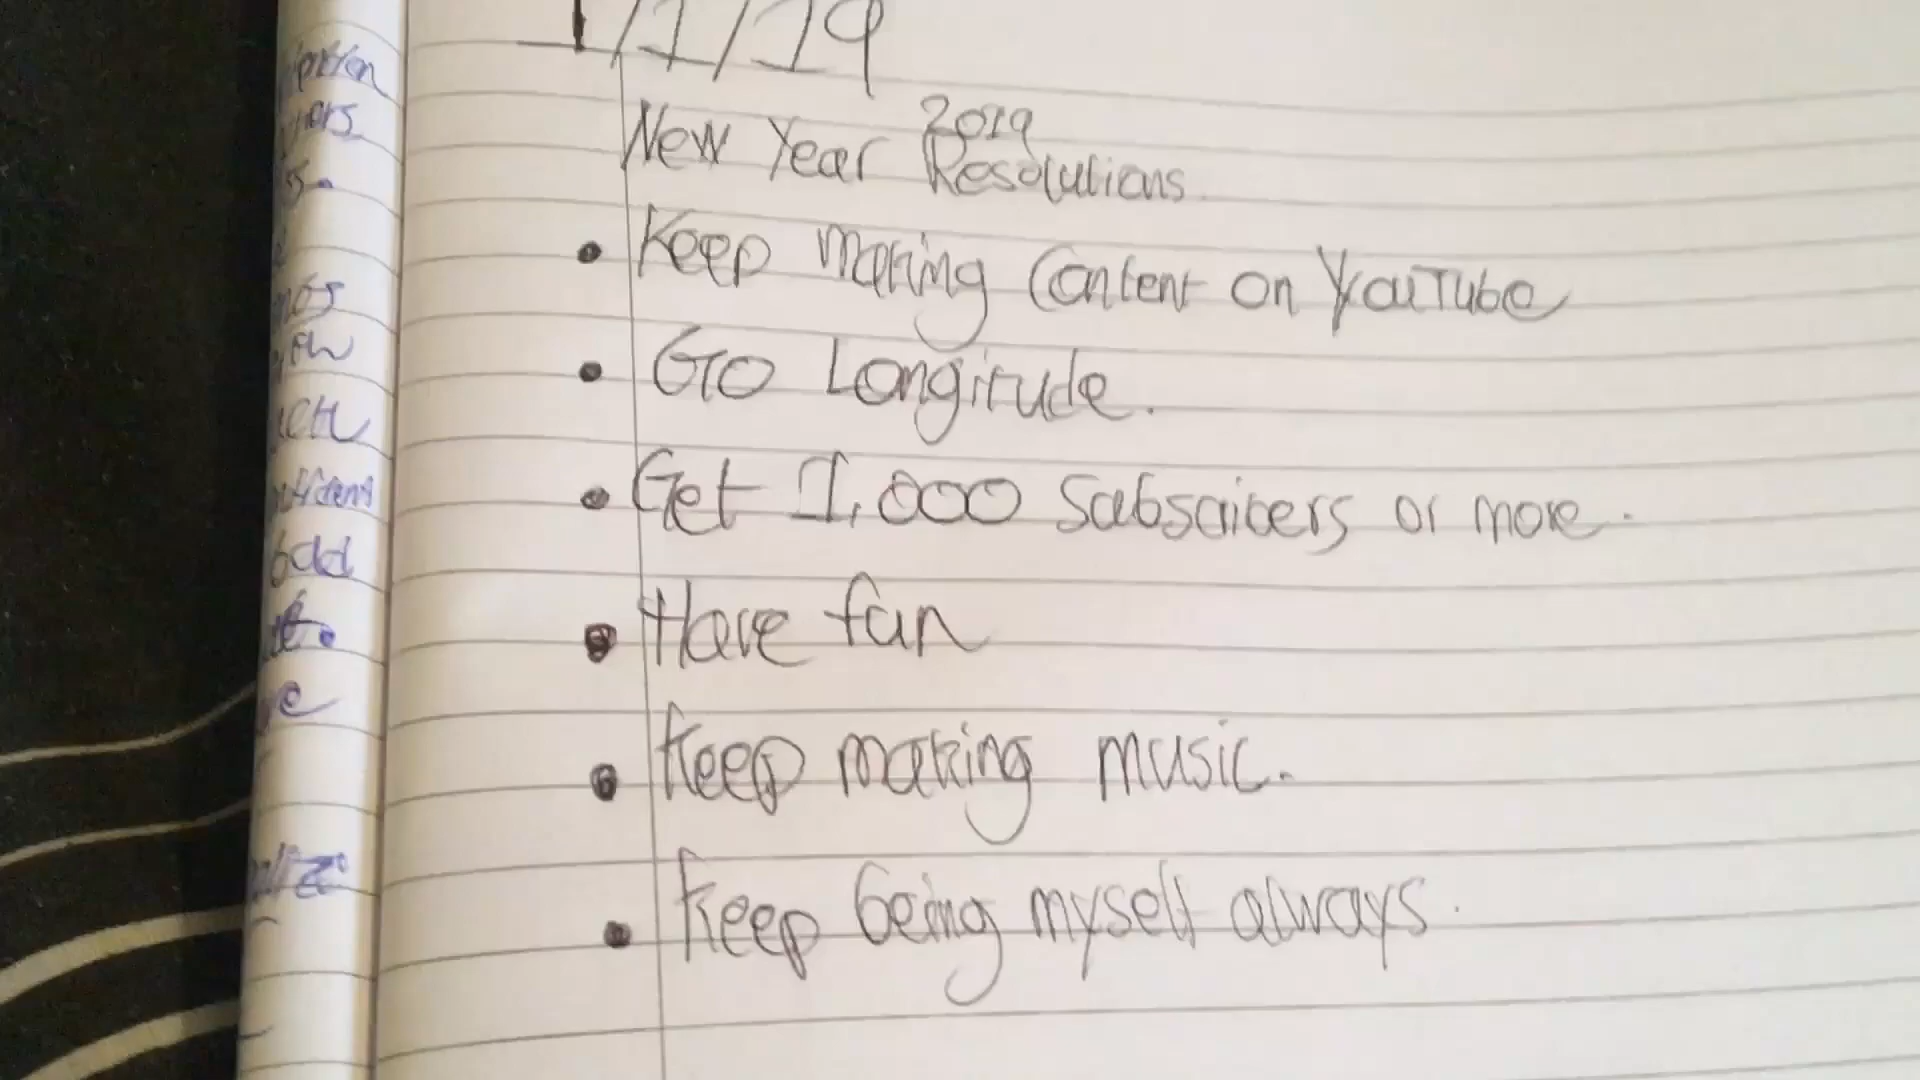 1/1/19
2019
New Year Resolutions
• Keep making Content on YouTube
• Go Longitude.
• Get 1,000 Subscribers or more.
• Have fun
• Keep making music.
• Keep being myself always.